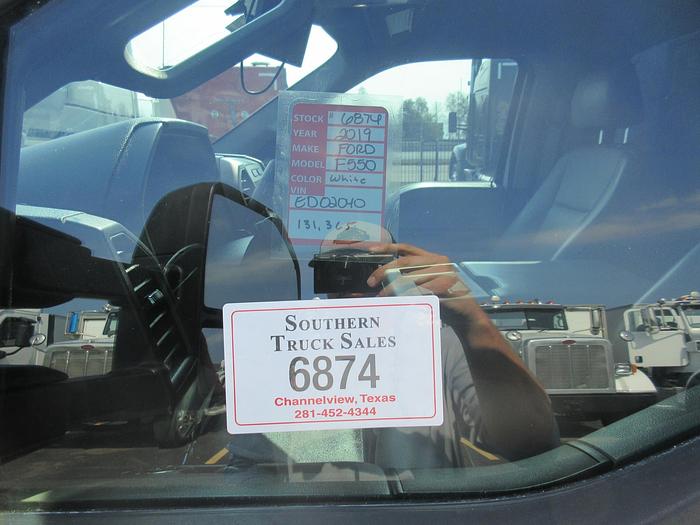 STOCK # 6874
YEAR 2019
MAKE FORD
MODEL F550
COLOR White
VIN
ED02040
131,365
SOUTHERN
TRUCK SALES
6874
Channelview, Texas
281-452-4344